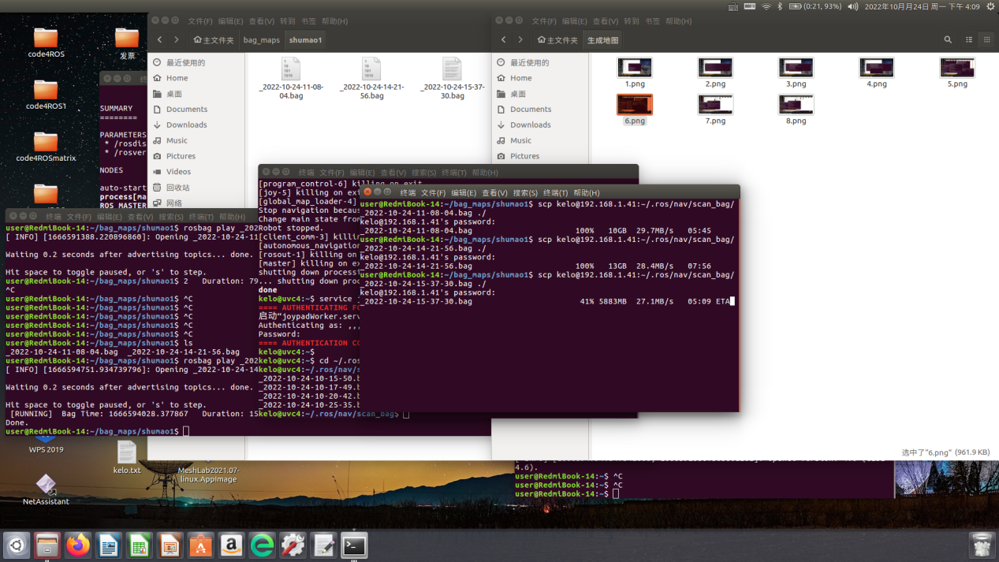 (0:21, 93%) 2022年10月月24日 周一 下午 4:09
code4ROS
发票
code4ROS1
code4ROSmatrix
WPS 2019
kelo.txt
MeshLab2021.07-
linux.AppImage
NetAssistant
SUMMARY
========
PARAMETERS
* /rosdis
* /rosver
NODES
auto-start
process[ma
ROS_MASTER
文件(F) 编辑(E) 查看(V) 转到 书签 帮助(H)
主文件夹 bag_maps shumao1
最近使用的
Home
桌面
Documents
Downloads
Music
Pictures
Videos
回收站
网络
_2022-10-24-11-08-
04.bag
_2022-10-24-14-21-
56.bag
_2022-10-24-15-37-
30.bag
文件(F) 编辑(E) 查看(V) 转到 书签 帮助(H)
主文件夹 生成地图
最近使用的
Home
桌面
Documents
Downloads
Music
Pictures
1.png
2.png
3.png
4.png
5.png
6.png
7.png
8.png
选中了"6.png" (961.9 KB)
终端 文件(F) 编辑(E) 查看(V) 搜索(S) 终端(T) 帮助(H)
user@RedmiBook-14:~/bag_maps/shumao1$ rosbag play _202
[ INFO] [1666591388.220896860]: Opening _2022-10-24-11
Waiting 0.2 seconds after advertising topics... done.
Hit space to toggle paused, or 's' to step.
user@RedmiBook-14:~/bag_maps/shumao1$ 2   Duration: 79
^C
user@RedmiBook-14:~/bag_maps/shumao1$ ^C
user@RedmiBook-14:~/bag_maps/shumao1$ ^C
user@RedmiBook-14:~/bag_maps/shumao1$ ^C
user@RedmiBook-14:~/bag_maps/shumao1$ ^C
user@RedmiBook-14:~/bag_maps/shumao1$ ^C
user@RedmiBook-14:~/bag_maps/shumao1$ ls
_2022-10-24-11-08-04.bag  _2022-10-24-14-21-56.bag
user@RedmiBook-14:~/bag_maps/shumao1$ rosbag play _202
[ INFO] [1666594751.934739796]: Opening _2022-10-24-14
Waiting 0.2 seconds after advertising topics... done.
Hit space to toggle paused, or 's' to step.
[RUNNING]  Bag Time: 1666594028.377867   Duration: 15
Done.
user@RedmiBook-14:~/bag_maps/shumao1$
终端 文件(F) 编辑(E) 查看(V) 搜索(S) 终端(T) 帮助(H)
[program_control-6] killing on exit
[joy-5] killing on exi
[global_map_loader-4]
Stop navigation becaus
Change main state from
Robot stopped.
[client_comm-3] killin
[autonomous_navigation
[rosout-1] killing on
[master] killing on ex
shutting down processi
... shutting down proc
done
kelo@uvc4:~$ service j
==== AUTHENTICATING FO
启动“joypadWorker.serv
Authenticating as: ,,,
Password:
==== AUTHENTICATION CO
kelo@uvc4:~$
kelo@uvc4:~$ cd ~/.ros
kelo@uvc4:~/.ros/nav/s
_2022-10-24-10-15-50.b
_2022-10-24-10-17-49.b
_2022-10-24-10-20-42.b
_2022-10-24-10-25-35.b
kelo@uvc4:~/.ros/nav/scan_bag$
终端 文件(F) 编辑(E) 查看(V) 搜索(S) 终端(T) 帮助(H)
user@RedmiBook-14:~/bag_maps/shumao1$ scp kelo@192.168.1.41:~/.ros/nav/scan_bag/
_2022-10-24-11-08-04.bag ./
kelo@192.168.1.41's password:
_2022-10-24-11-08-04.bag 100% 10GB 29.7MB/s 05:45
user@RedmiBook-14:~/bag_maps/shumao1$ scp kelo@192.168.1.41:~/.ros/nav/scan_bag/
_2022-10-24-14-21-56.bag ./
kelo@192.168.1.41's password:
_2022-10-24-14-21-56.bag 100% 13GB 28.4MB/s 07:56
user@RedmiBook-14:~/bag_maps/shumao1$ scp kelo@192.168.1.41:~/.ros/nav/scan_bag/
_2022-10-24-15-37-30.bag ./
kelo@192.168.1.41's password:
_2022-10-24-15-37-30.bag 41% 5883MB 27.1MB/s 05:09 ETA
4.6).
user@RedmiBook-14:~$ ^C
user@RedmiBook-14:~$ ^C
user@RedmiBook-14:~$